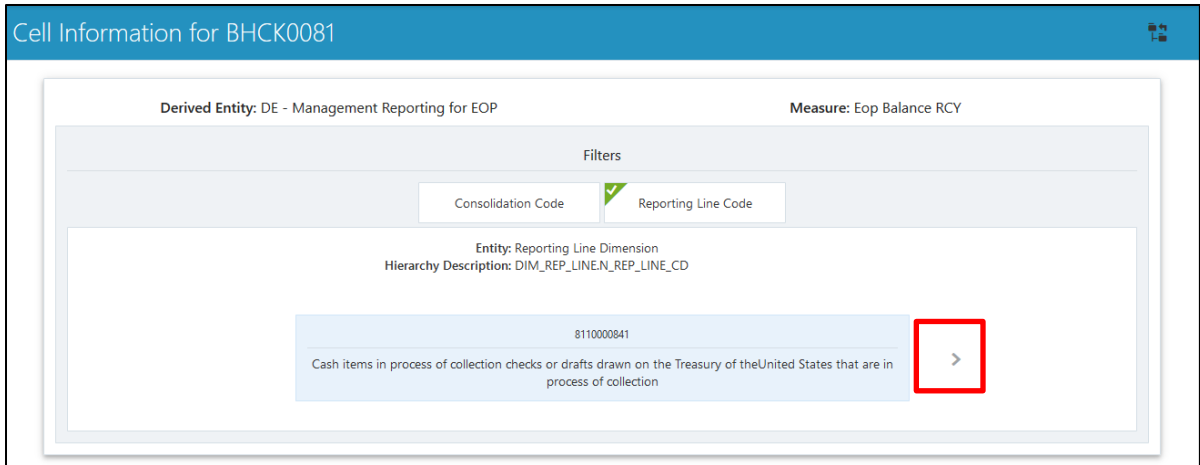 Cell Information for BHCK0081
Derived Entity: DE - Management Reporting for EOP
Measure: Eop Balance RCY
Filters
Consolidation Code
Reporting Line Code
Entity: Reporting Line Dimension
Hierarchy Description: DIM_REP_LINE.N_REP_LINE_CD
8110000841
Cash items in process of collection checks or drafts drawn on the Treasury of theUnited States that are in
process of collection